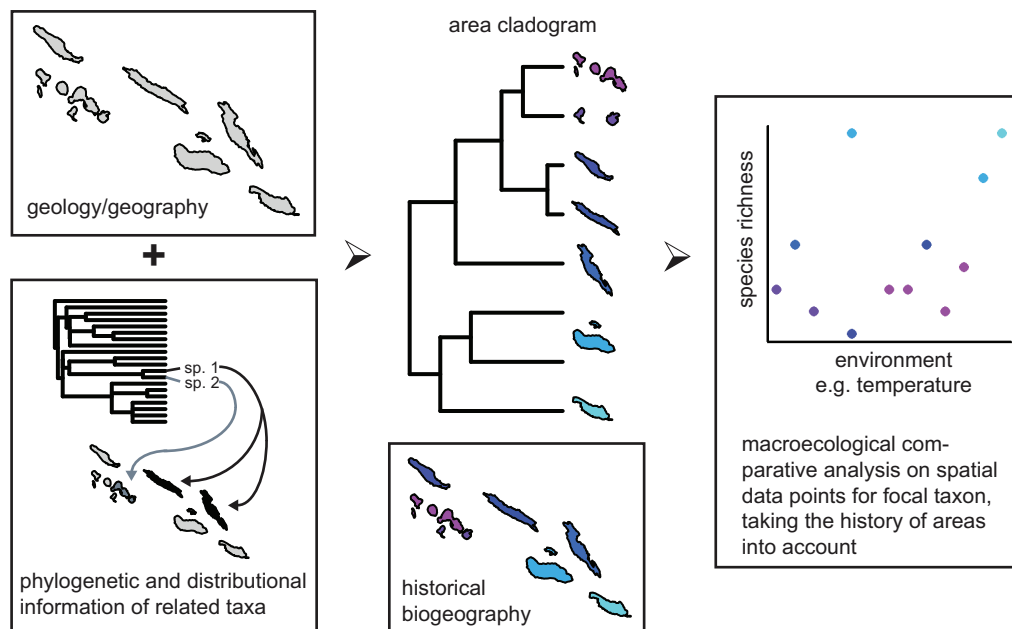 geology/geography
+
sp. 1
sp. 2
phylogenetic and distributional
information of related taxa
area cladogram
historical
biogeography
species richness
environment
e.g. temperature
macroecological com-
parative analysis on spatial
data points for focal taxon,
taking the history of areas
into account